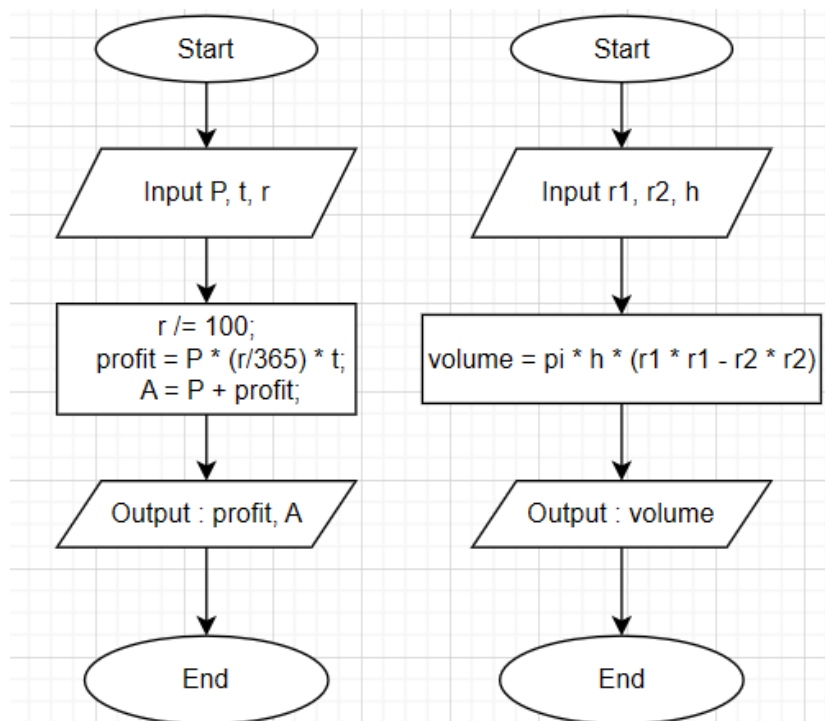 Start
Input P, t, r
r /= 100;
profit = P * (r/365) * t;
A = P + profit;
Output : profit, A
End
Start
Input r1, r2, h
volume = pi * h * (r1 * r1 - r2 * r2)
Output : volume
End